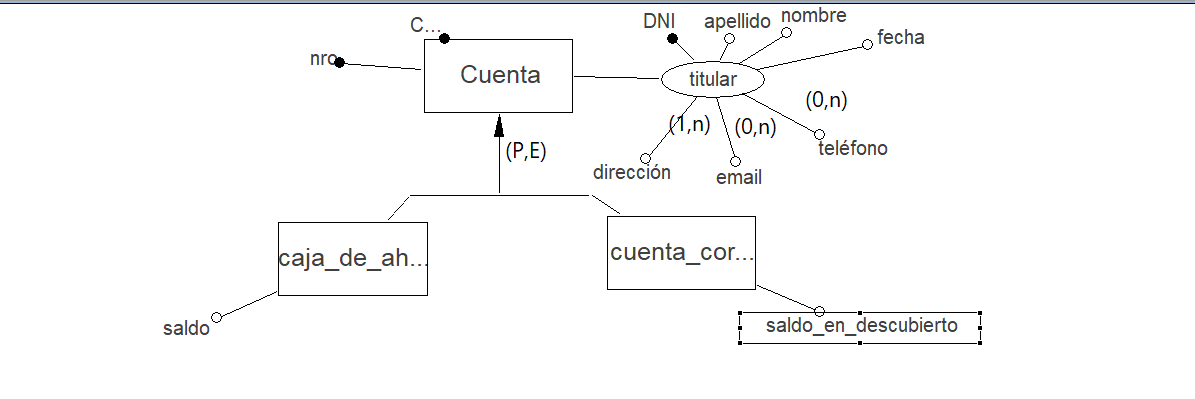 C...
DNI
apellido
nombre
fecha
nro
Cuenta
titular
(0,n)
(1,n)
(0,n)
teléfono
(P,E)
dirección
email
caja_de_ah...
cuenta_cor...
saldo
saldo_en_descubierto